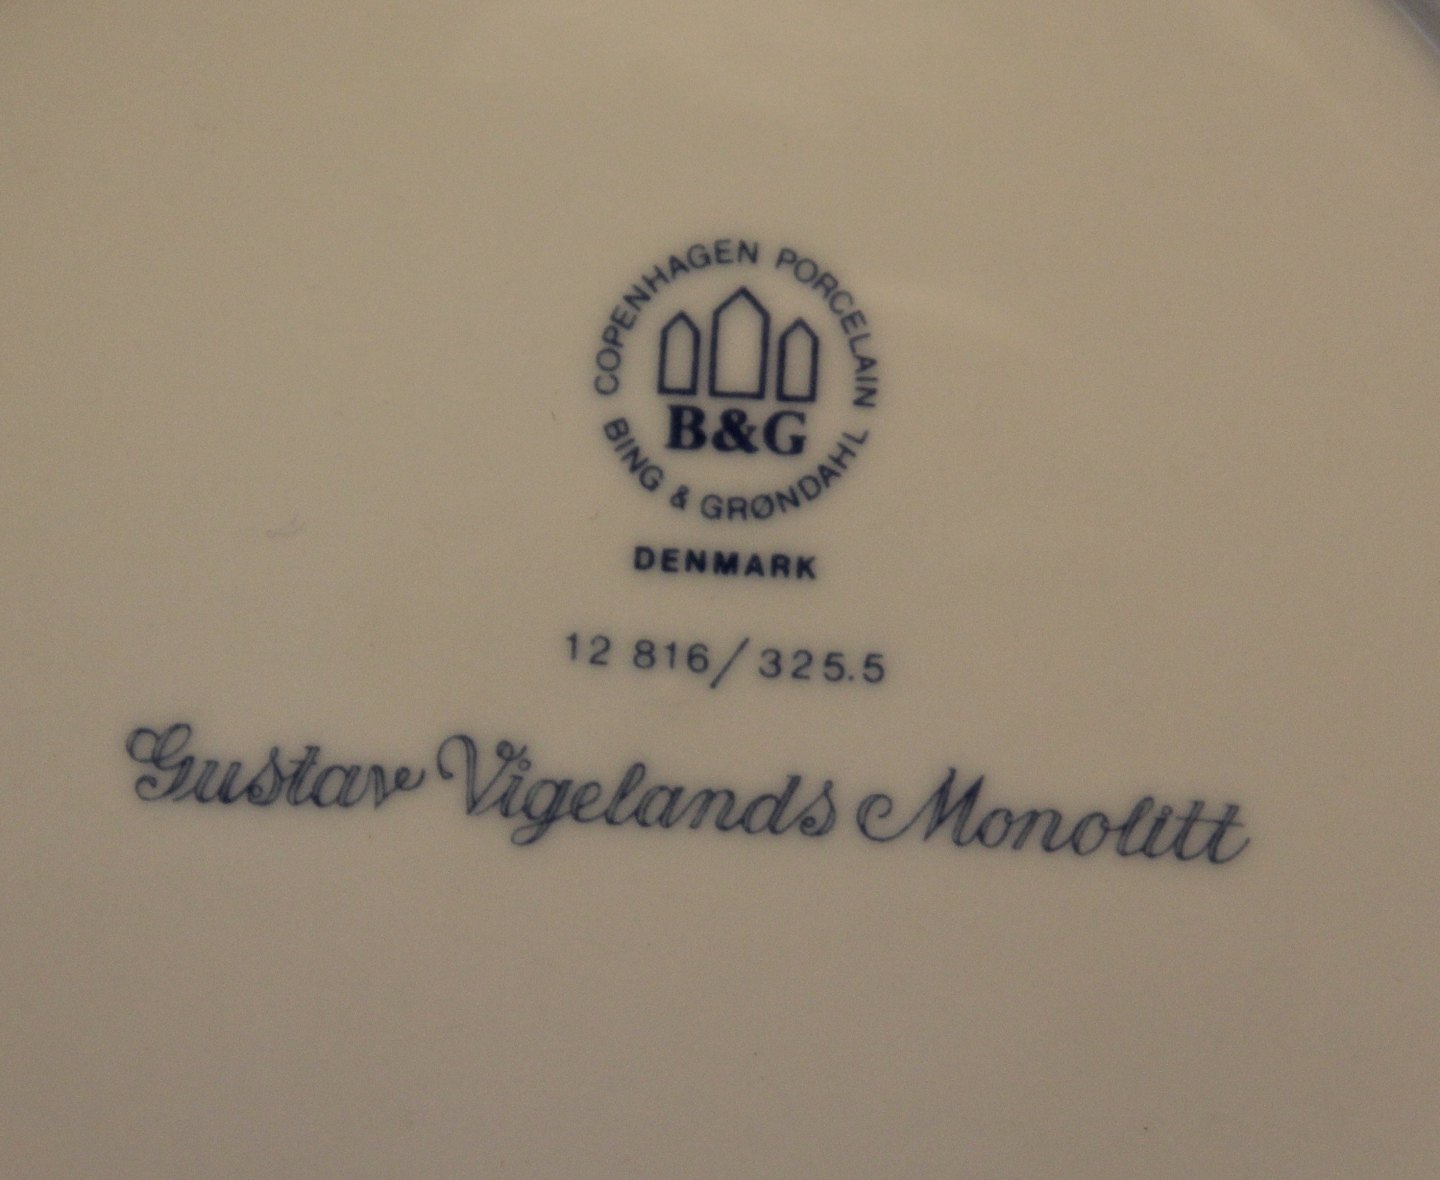 COPENHAGEN PORCELAIN
B&G
BING & GRØNDAHL
DENMARK
12 816/325.5
Gustav Vigelands Monolitt